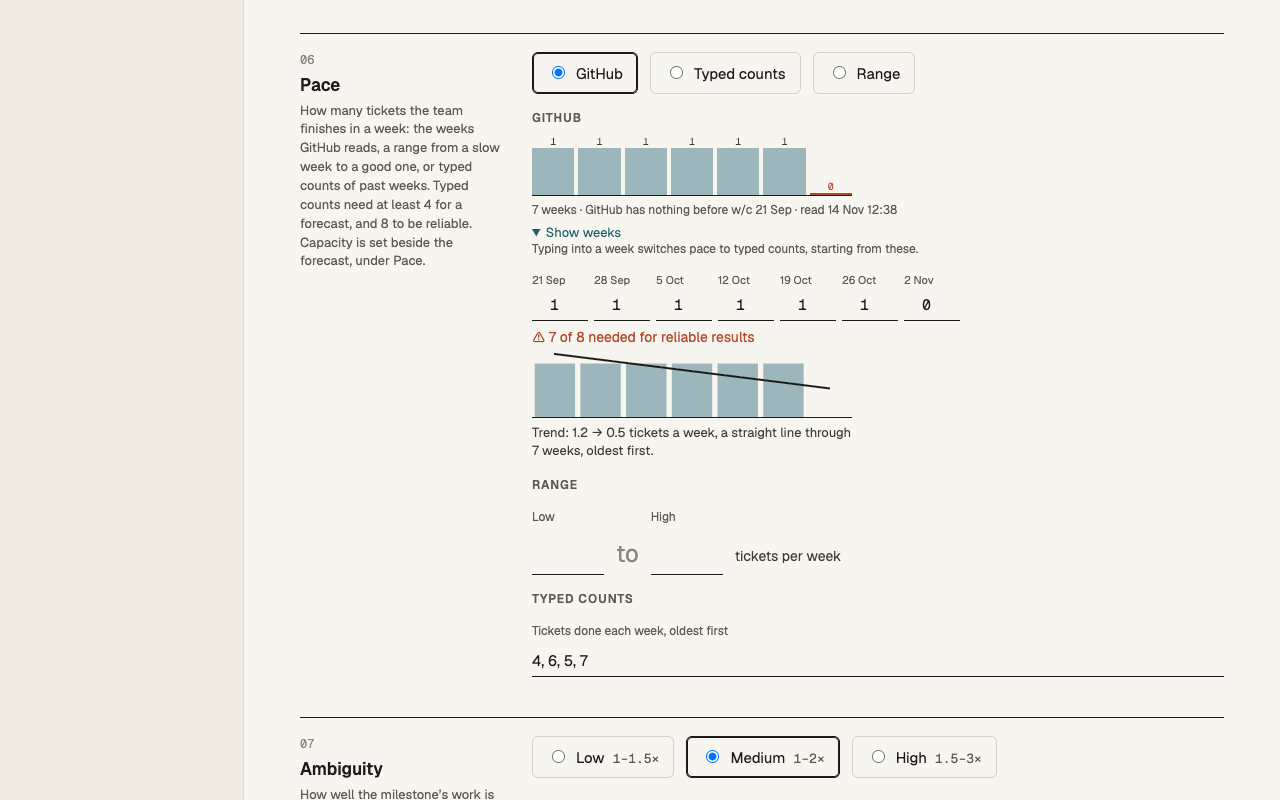 06
Pace
How many tickets the team
finishes in a week: the weeks
GitHub reads, a range from a slow
week to a good one, or typed
counts of past weeks. Typed
counts need at least 4 for a
forecast, and 8 to be reliable.
Capacity is set beside the
forecast, under Pace.
GitHub
Typed counts
Range
GITHUB
1 1 1 1 1 1 0
7 weeks · GitHub has nothing before w/c 21 Sep · read 14 Nov 12:38
▼ Show weeks
Typing into a week switches pace to typed counts, starting from these.
21 Sep 28 Sep 5 Oct 12 Oct 19 Oct 26 Oct 2 Nov
1 1 1 1 1 1 0
⚠ 7 of 8 needed for reliable results
Trend: 1.2 → 0.5 tickets a week, a straight line through
7 weeks, oldest first.
RANGE
Low High
to tickets per week
TYPED COUNTS
Tickets done each week, oldest first
4, 6, 5, 7
07
Ambiguity
How well the milestone's work is
Low 1–1.5×
Medium 1–2×
High 1.5–3×